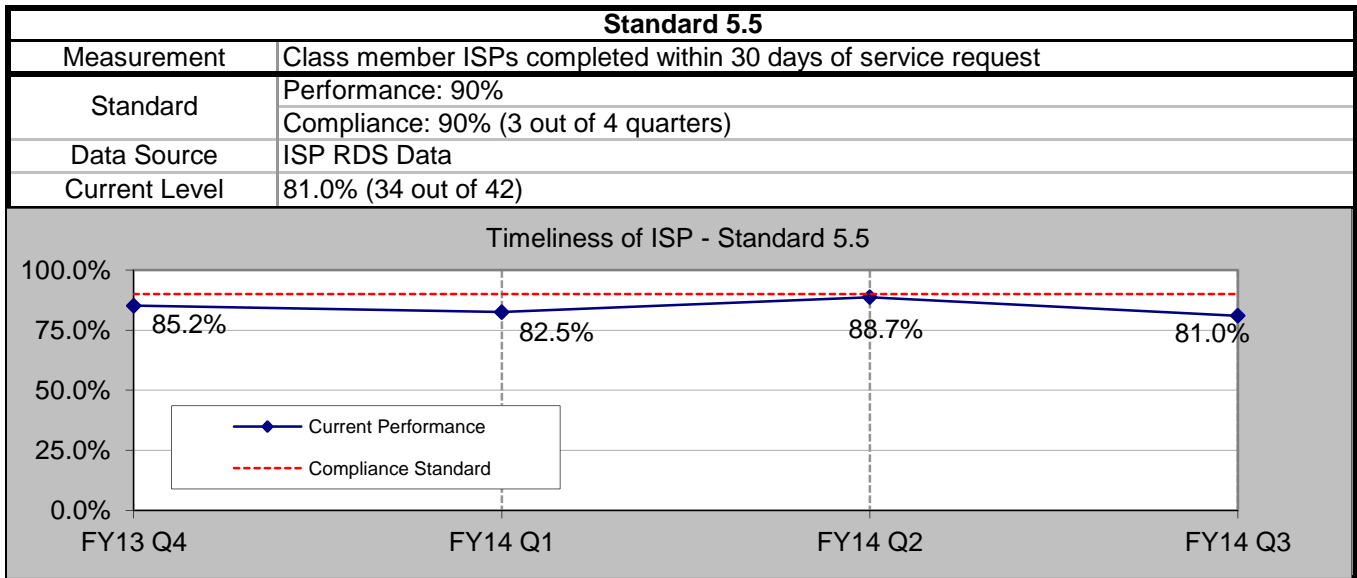 Standard 5.5
Measurement Class member ISPs completed within 30 days of service request
Standard
Performance: 90%
Compliance: 90% (3 out of 4 quarters)
Data Source ISP RDS Data
Current Level 81.0% (34 out of 42)
Timeliness of ISP - Standard 5.5
100.0%
85.2% 82.5% 88.7% 81.0%
75.0%
50.0%
Current Performance
25.0%
Compliance Standard
0.0%
FY13 Q4 FY14 Q1 FY14 Q2 FY14 Q3